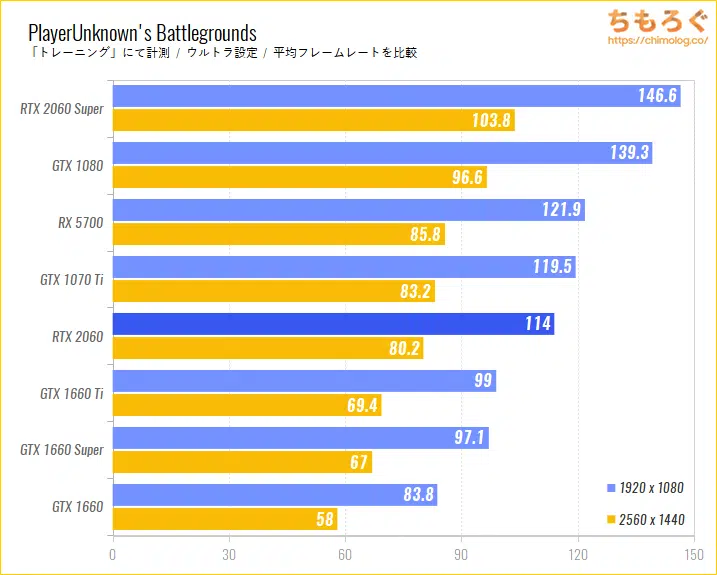 PlayerUnknown's Battlegrounds
「トレーニング」にて計測 / ウルトラ設定 / 平均フレームレートを比較
ちもろぐ
https://chimolog.co/
RTX 2060 Super
146.6
103.8
GTX 1080
139.3
96.6
RX 5700
121.9
85.8
GTX 1070 Ti
119.5
83.2
RTX 2060
114
80.2
GTX 1660 Ti
99
69.4
GTX 1660 Super
97.1
67
GTX 1660
83.8
58
1920 x 1080
2560 x 1440
0 30 60 90 120 150